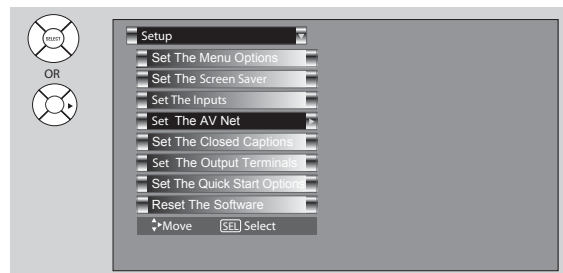 SELECT
OR
Setup
Set The Menu Options
Set The Screen Saver
Set The Inputs
Set The AV Net
Set The Closed Captions
Set The Output Terminals
Set The Quick Start Options
Reset The Software
Move SEL Select